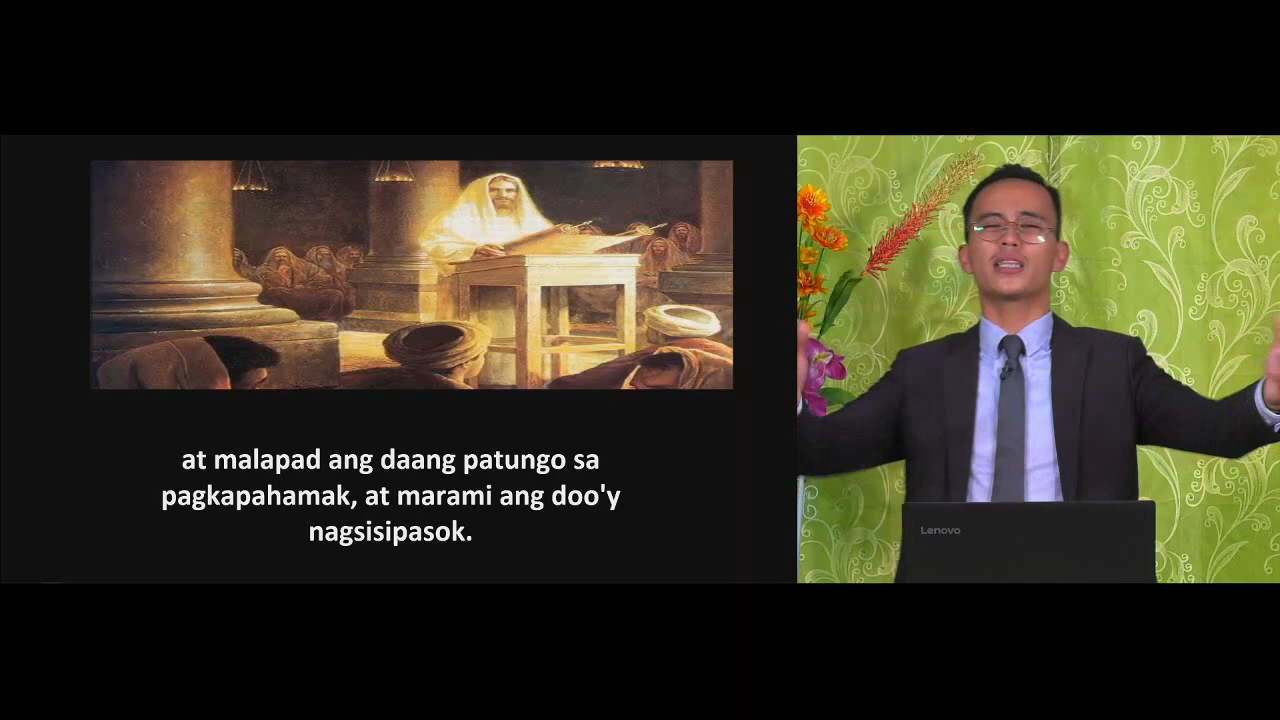 at malapad ang daang patungo sa
pagkapahamak, at marami ang doo'y
nagsisipasok.
Lenovo